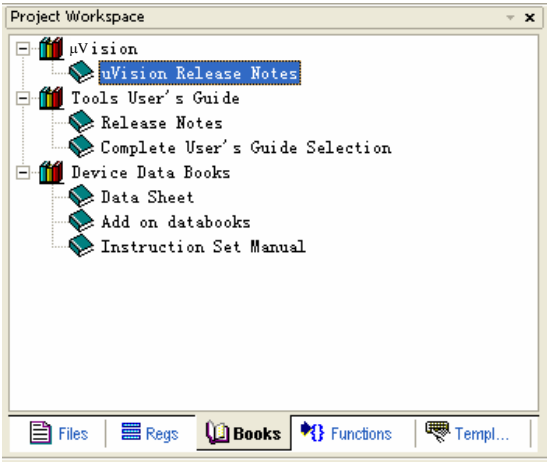 Project Workspace
µVision
uVision Release Notes
Tools User's Guide
Release Notes
Complete User's Guide Selection
Device Data Books
Data Sheet
Add on databooks
Instruction Set Manual
Files Regs Books Functions Templ...